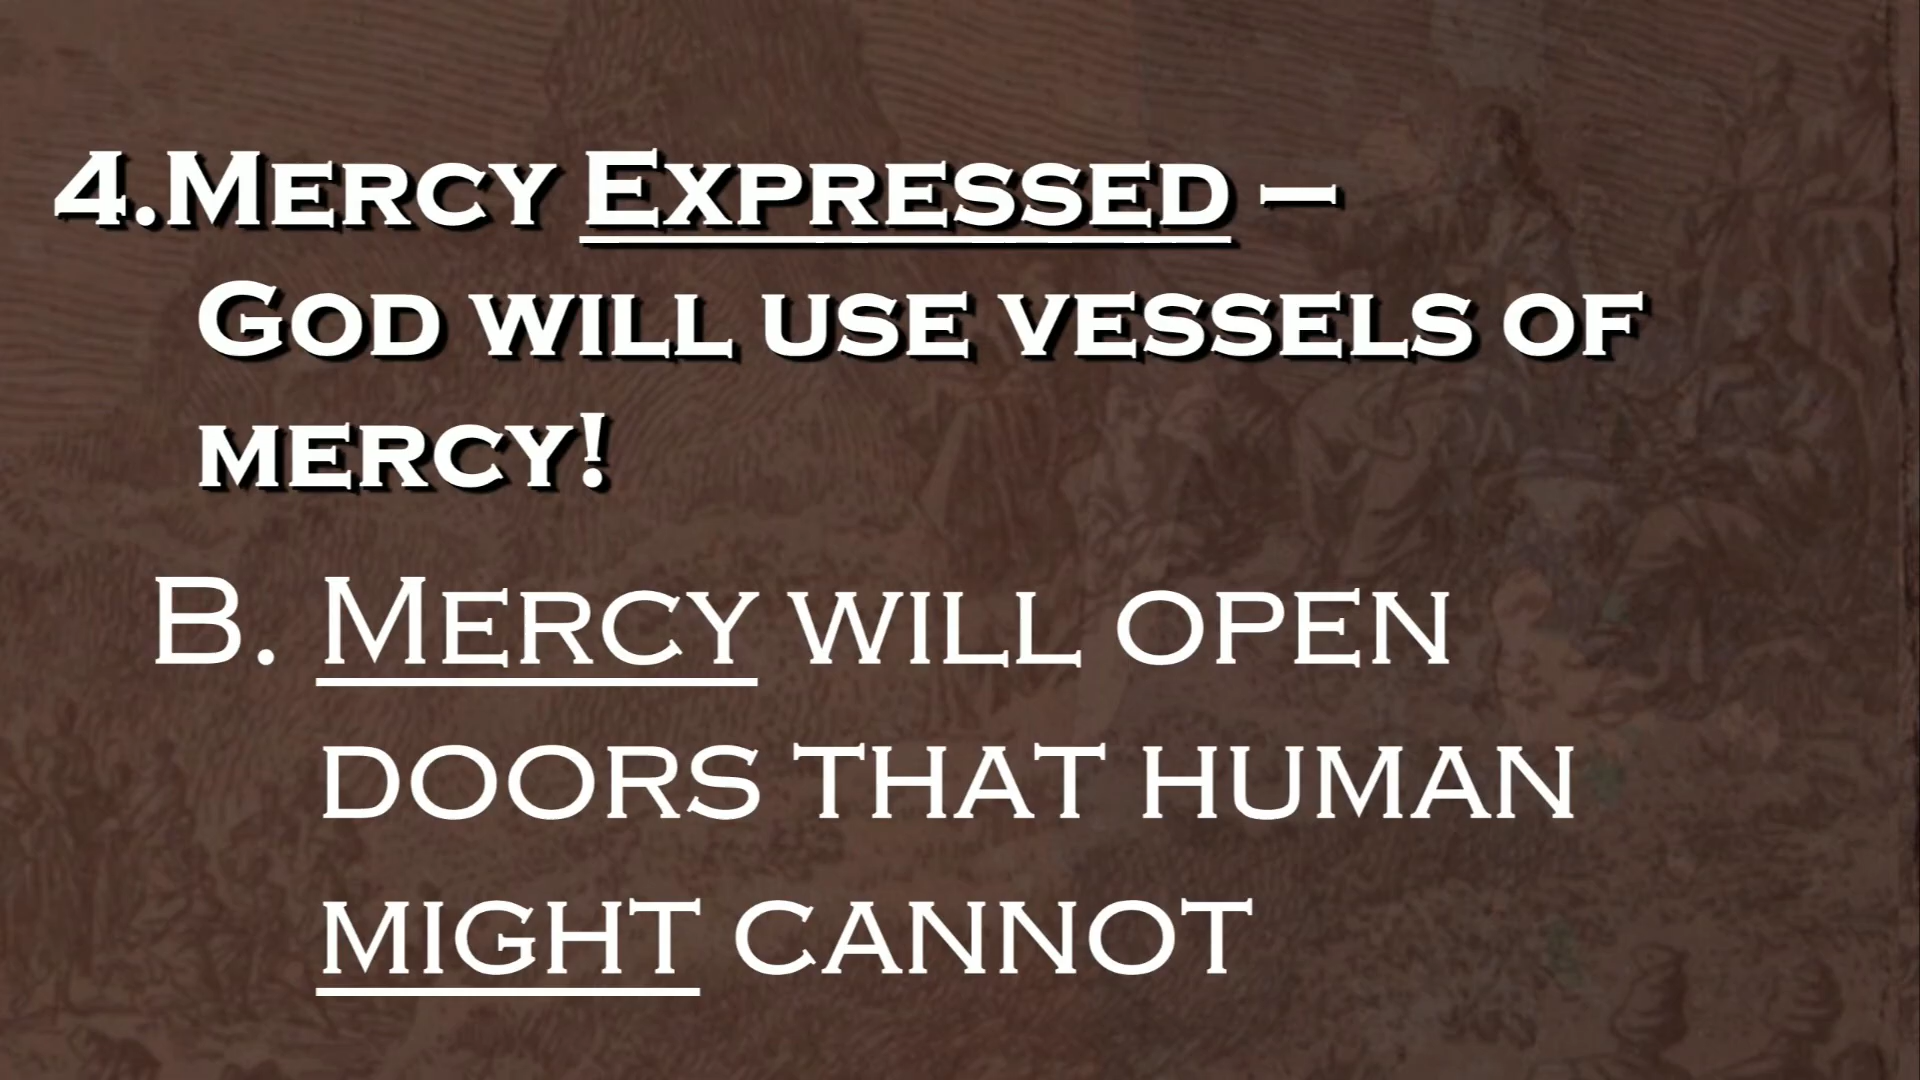 4.Mercy Expressed –
God will use vessels of
mercy!
B. Mercy will open
doors that human
might cannot